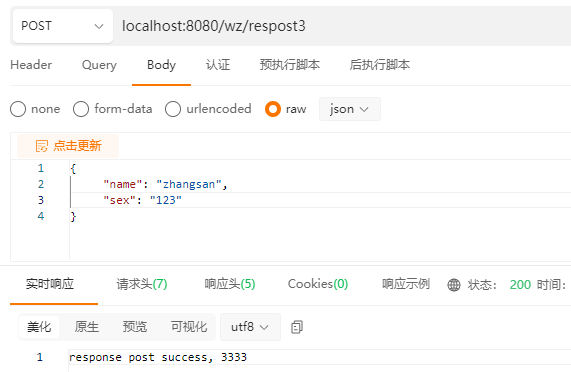 POST localhost:8080/wz/respost3
Header Query Body 认证 预执行脚本 后执行脚本
none form-data urlencoded raw json
点击更新
1 {
2 "name": "zhangsan",
3 "sex": "123"
4 }
实时响应 请求头(7) 响应头(5) Cookies(0) 响应示例 状态: 200 时间:
美化 原生 预览 可视化 utf8
1 response post success, 3333